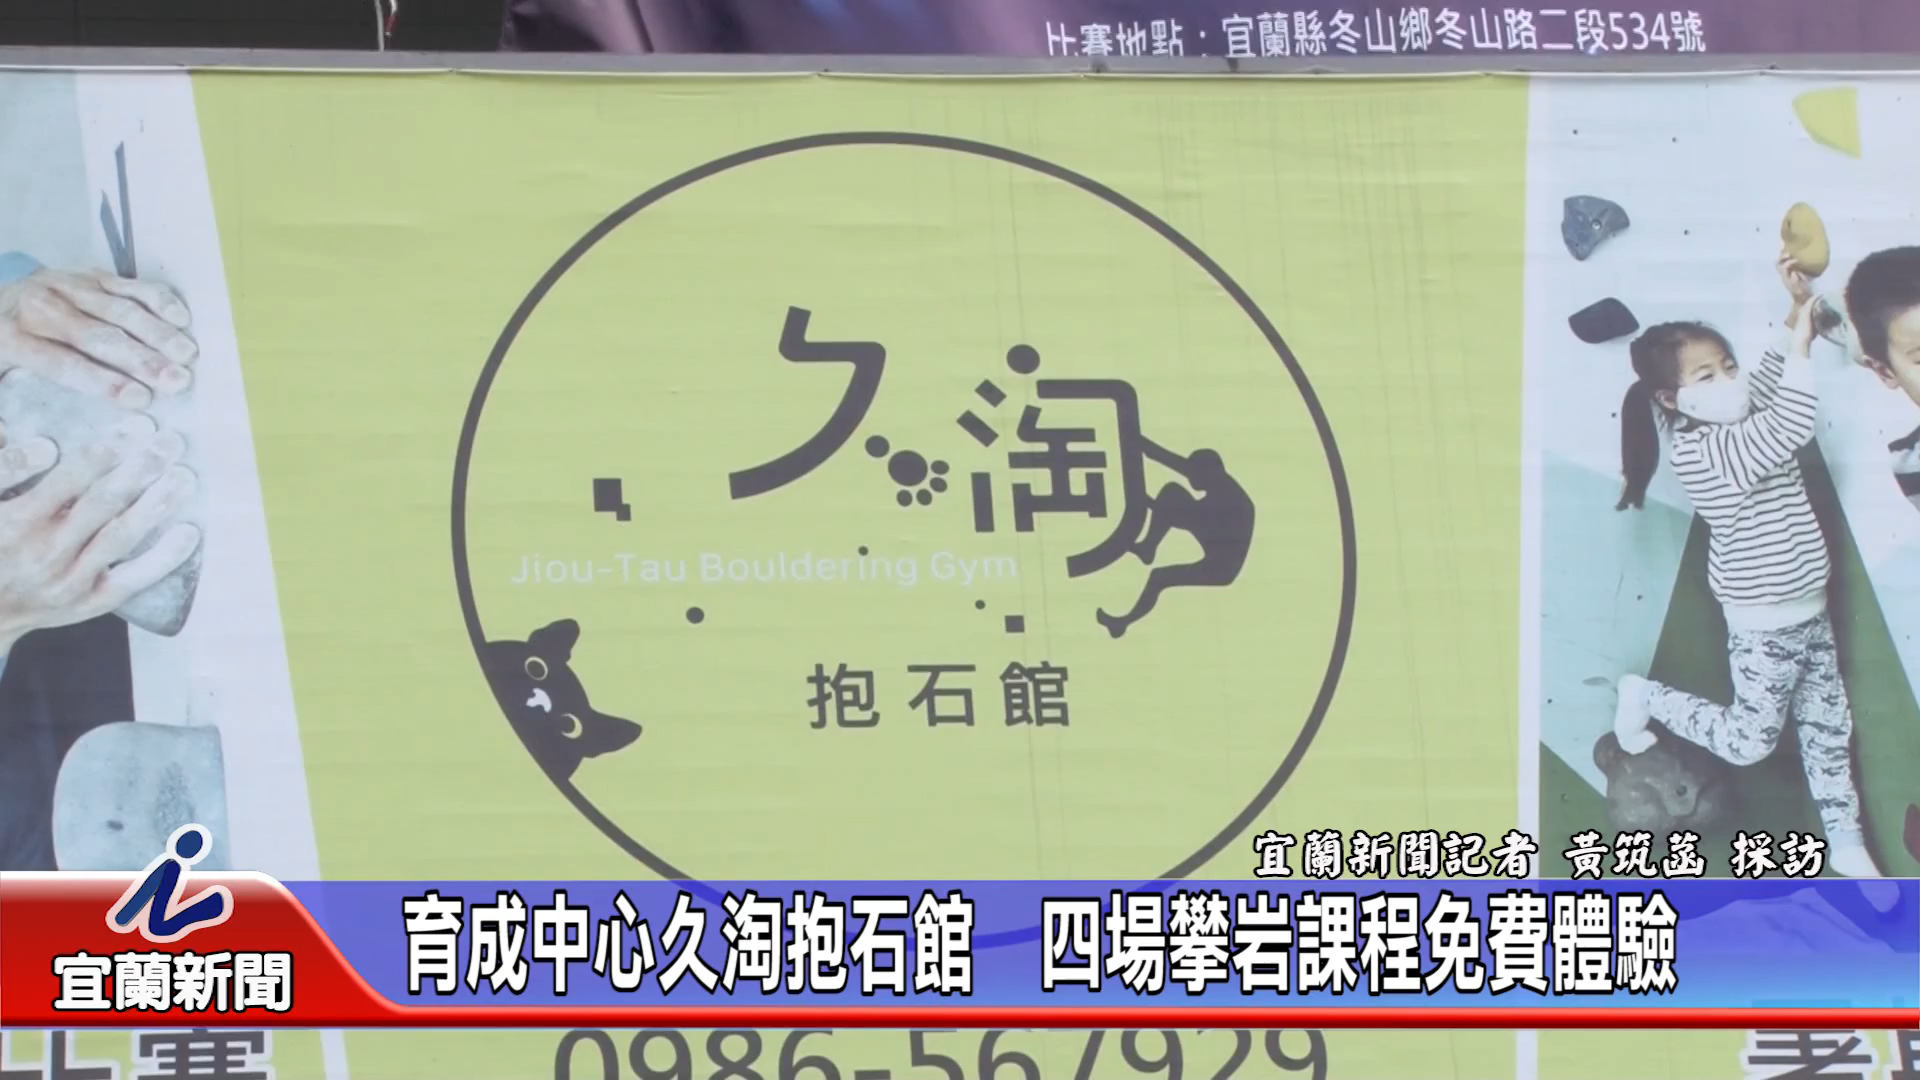 比賽地點：宜蘭縣冬山鄉冬山路二段534號
久淘
Jiou-Tau Bouldering Gym
抱石館
宜蘭新聞記者 黃筑菡 採訪
育成中心久淘抱石館 四場攀岩課程免費體驗
宜蘭新聞
比賽
0986-567929